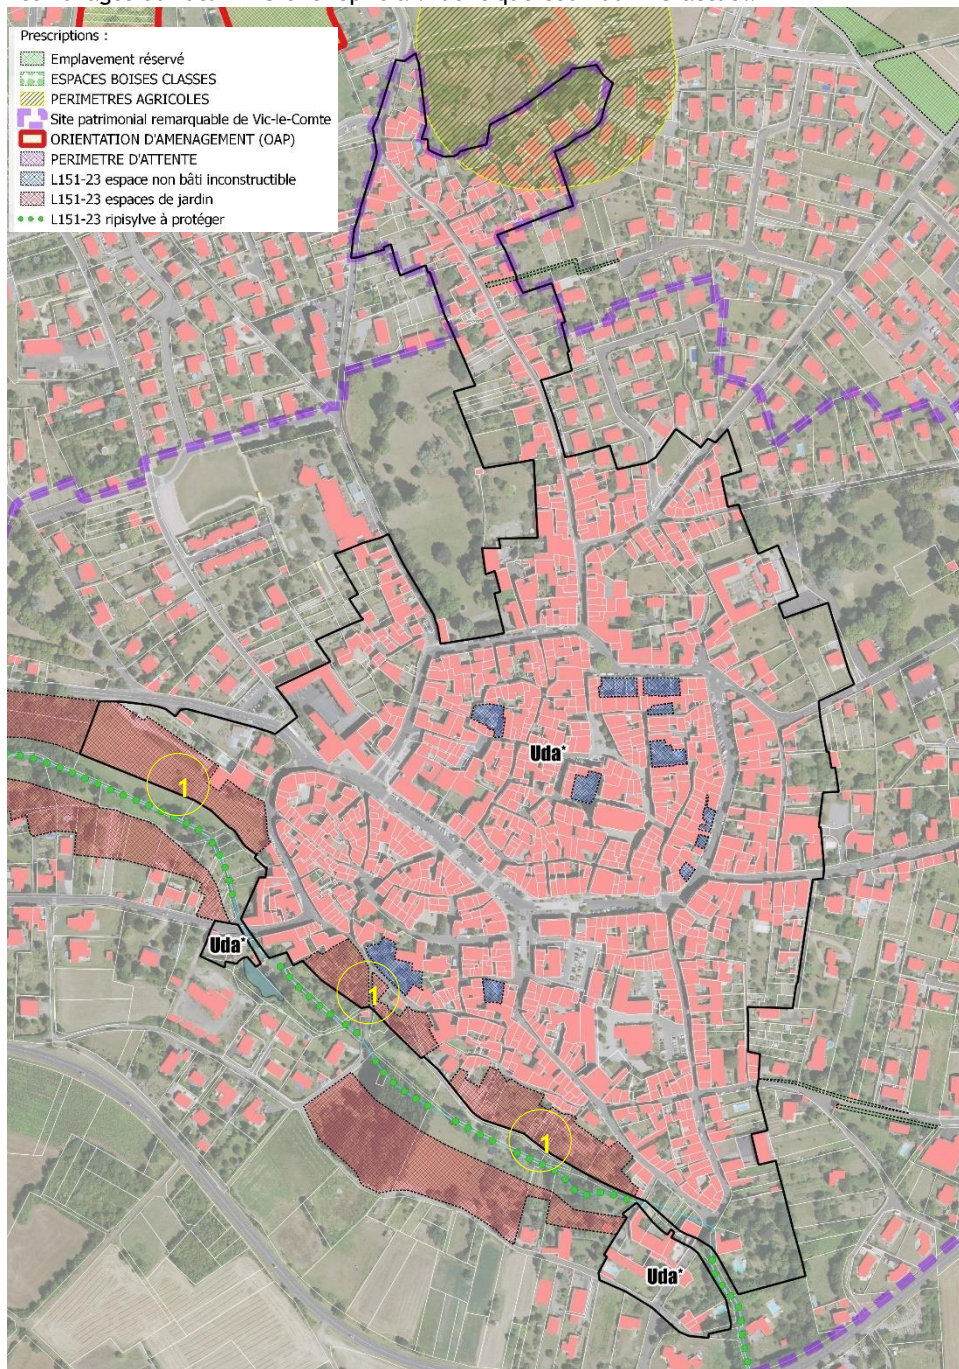 Prescriptions :
Emplavement réservé
ESPACES BOISES CLASSES
PERIMETRES AGRICOLES
Site patrimonial remarquable de Vic-le-Comte
ORIENTATION D'AMENAGEMENT (OAP)
PERIMETRE D'ATTENTE
L151-23 espace non bâti inconstructible
L151-23 espaces de jardin
L151-23 ripisylve à protéger
Uda*
1
Uda*
1
1
Uda*